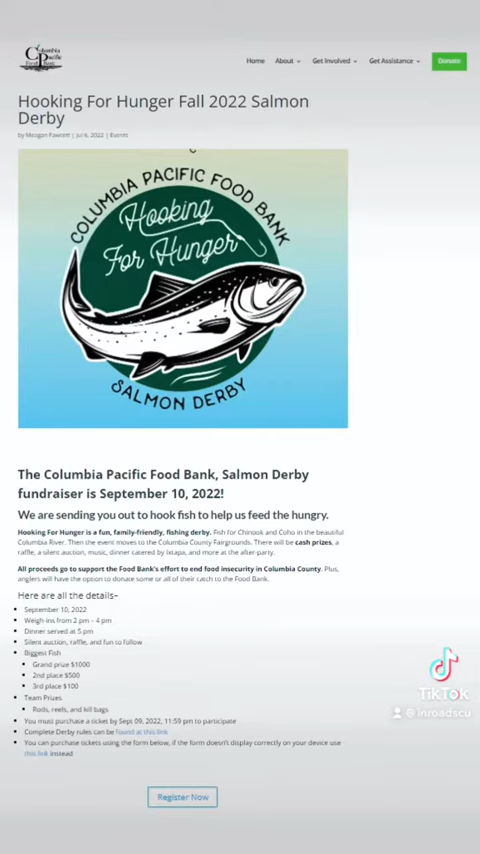 Columbia
Pacific
Food Bank
Home About Get Involved Get Assistance Donate
Hooking For Hunger Fall 2022 Salmon
Derby
by Meagan Fawcett | Jul 6, 2022 | Events
COLUMBIA PACIFIC FOOD BANK
Hooking
For Hunger
SALMON DERBY
The Columbia Pacific Food Bank, Salmon Derby
fundraiser is September 10, 2022!
We are sending you out to hook fish to help us feed the hungry.
Hooking For Hunger is a fun, family-friendly, fishing derby. Fish for Chinook and Coho in the beautiful
Columbia River. Then the event moves to the Columbia County Fairgrounds. There will be cash prizes, a
raffle, a silent auction, music, dinner catered by Ixtapa, and more at the after-party.
All proceeds go to support the Food Bank's effort to end food insecurity in Columbia County. Plus,
anglers will have the option to donate some or all of their catch to the Food Bank.
Here are all the details–
September 10, 2022
Weigh-ins from 2 pm – 4 pm
Dinner served at 5 pm
Silent auction, raffle, and fun to follow
Biggest Fish
Grand prize $1000
2nd place $500
3rd place $100
Team Prizes
Rods, reels, and kill bags
You must purchase a ticket by Sept 09, 2022, 11:59 pm to participate
Complete Derby rules can be found at this link
You can purchase tickets using the form below, if the form doesn't display correctly on your device use
this link instead
Register Now
TikTok
@inroadscu